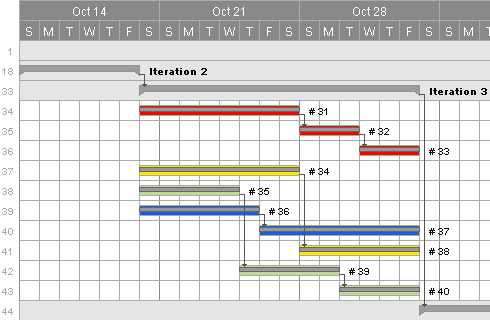 Oct 14 Oct 21 Oct 28
S M T W T F S S M T W T F S S M T W T F S S M T
1
18 Iteration 2
33 Iteration 3
34 # 31
35 # 32
36 # 33
37 # 34
38 # 35
39 # 36
40 # 37
41 # 38
42 # 39
43 # 40
44